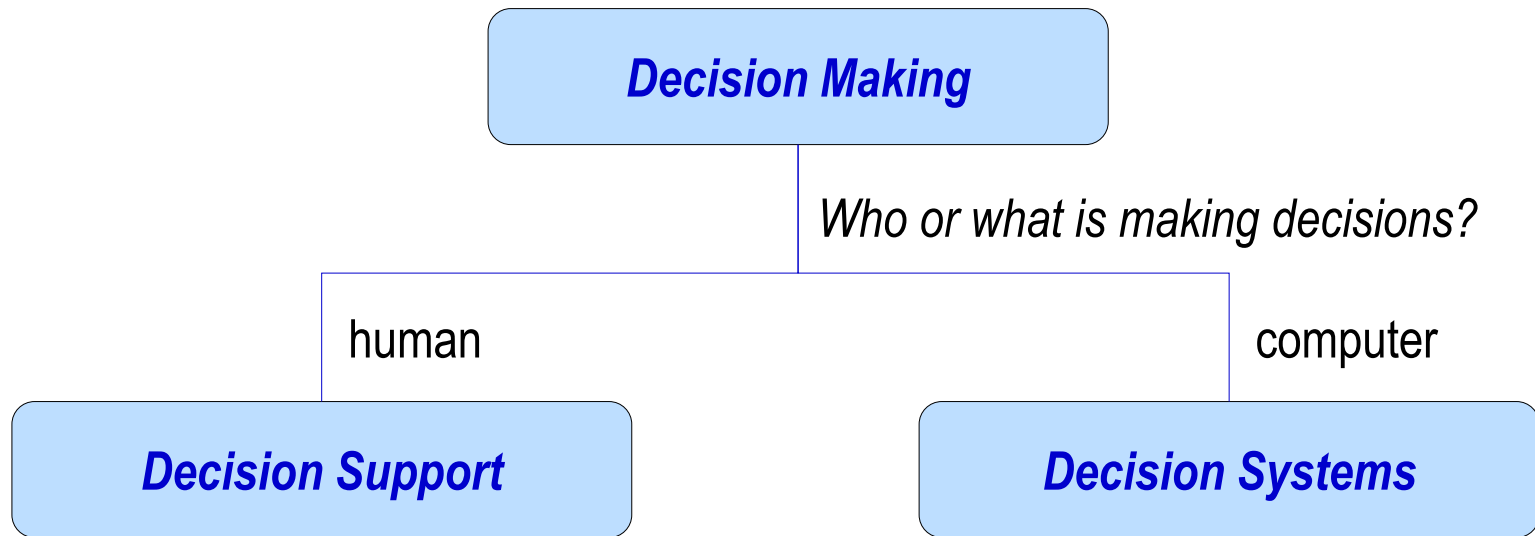 Decision Making
Who or what is making decisions?
human
computer
Decision Support
Decision Systems